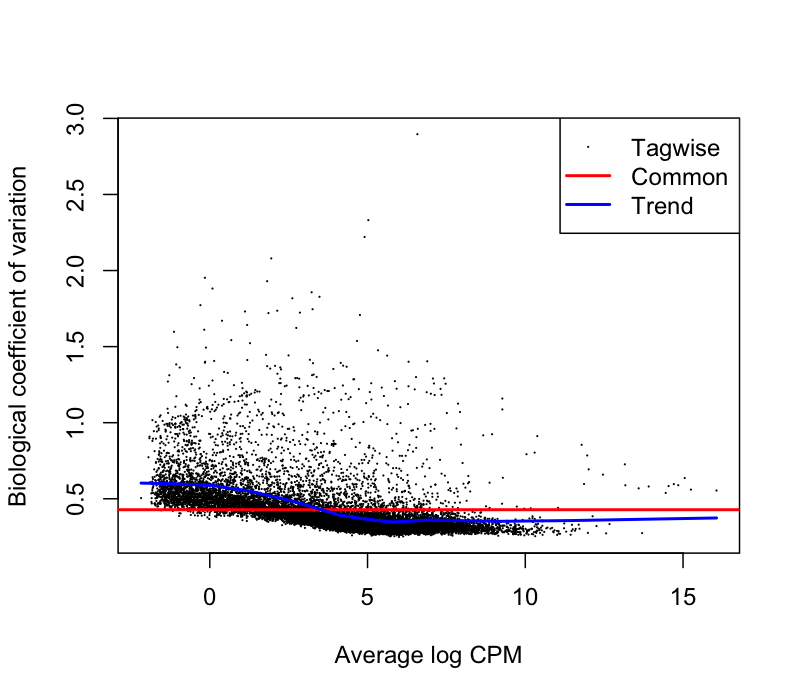 Tagwise
Common
Trend
Biological coefficient of variation
3.0
2.5
2.0
1.5
1.0
0.5
0 5 10 15
Average log CPM